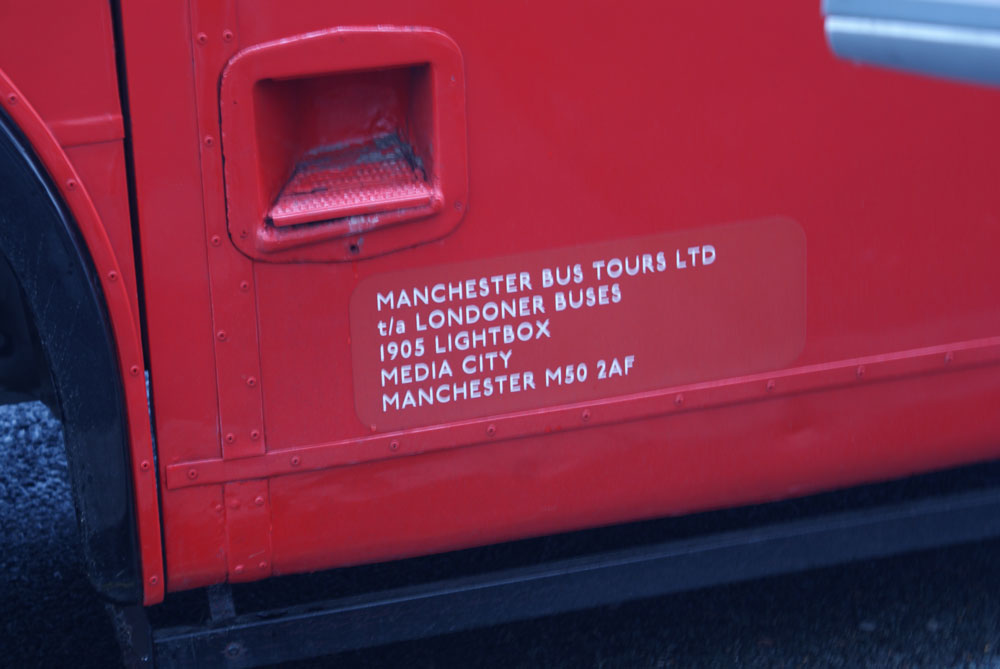 MANCHESTER BUS TOURS LTD
t/a LONDONER BUSES
1905 LIGHTBOX
MEDIA CITY
MANCHESTER M50 2AF